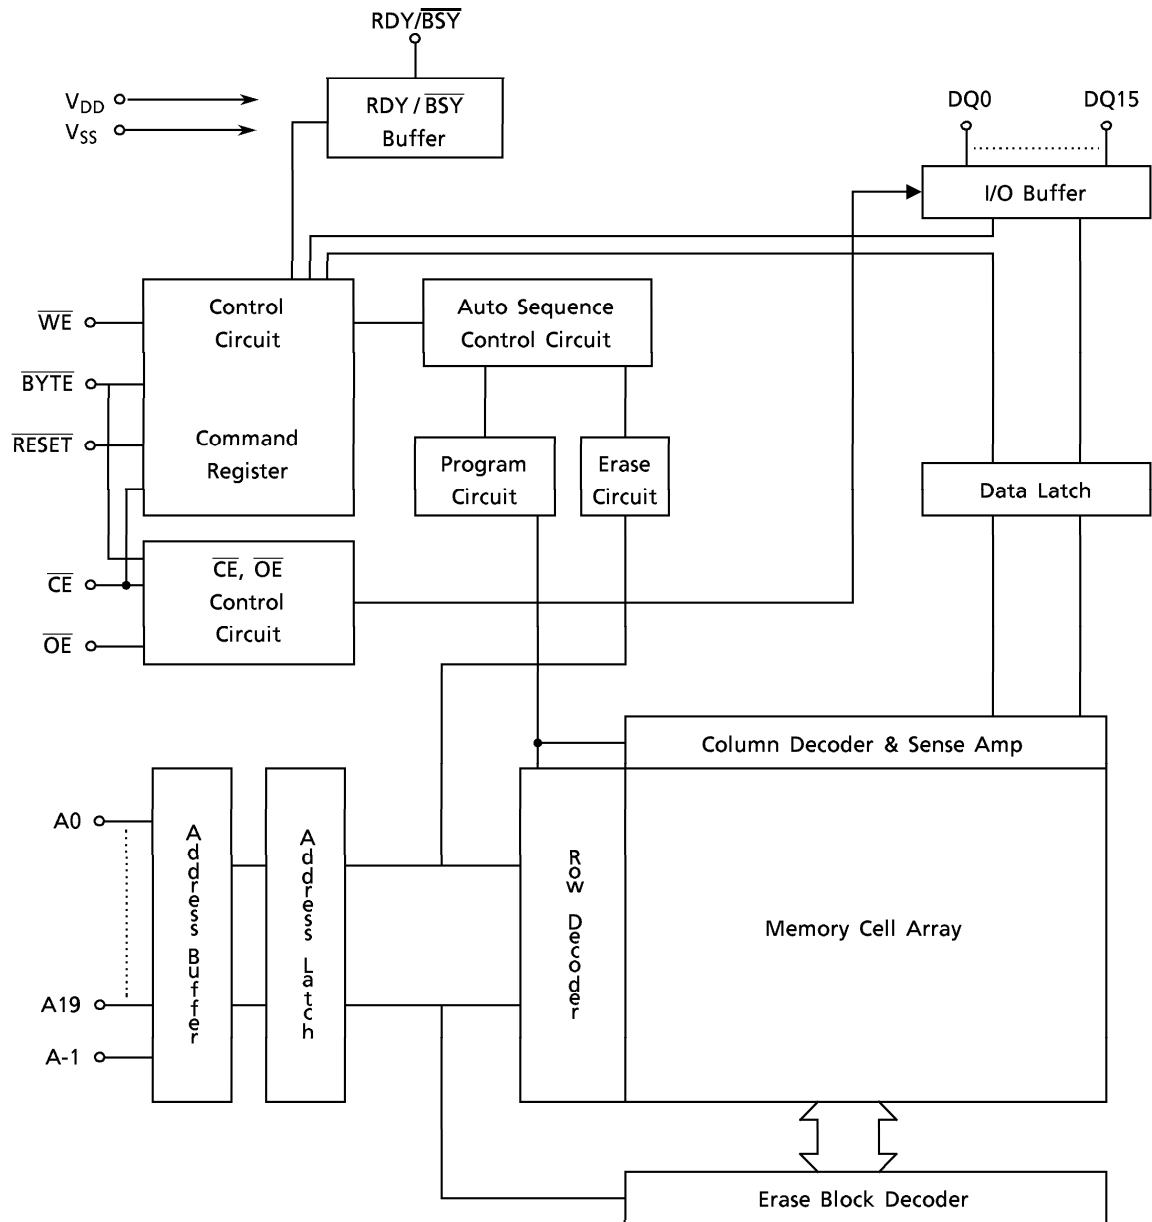 RDY/BSY
VDD
VSS
RDY / BSY
Buffer
DQ0
DQ15
I/O Buffer
WE
BYTE
RESET
Control
Circuit
Command
Register
Auto Sequence
Control Circuit
Program
Circuit
Erase
Circuit
Data Latch
CE
OE
CE, OE
Control
Circuit
Column Decoder & Sense Amp
A0
A19
A-1
Address Buffer
Address Latch
Row Decoder
Memory Cell Array
Erase Block Decoder